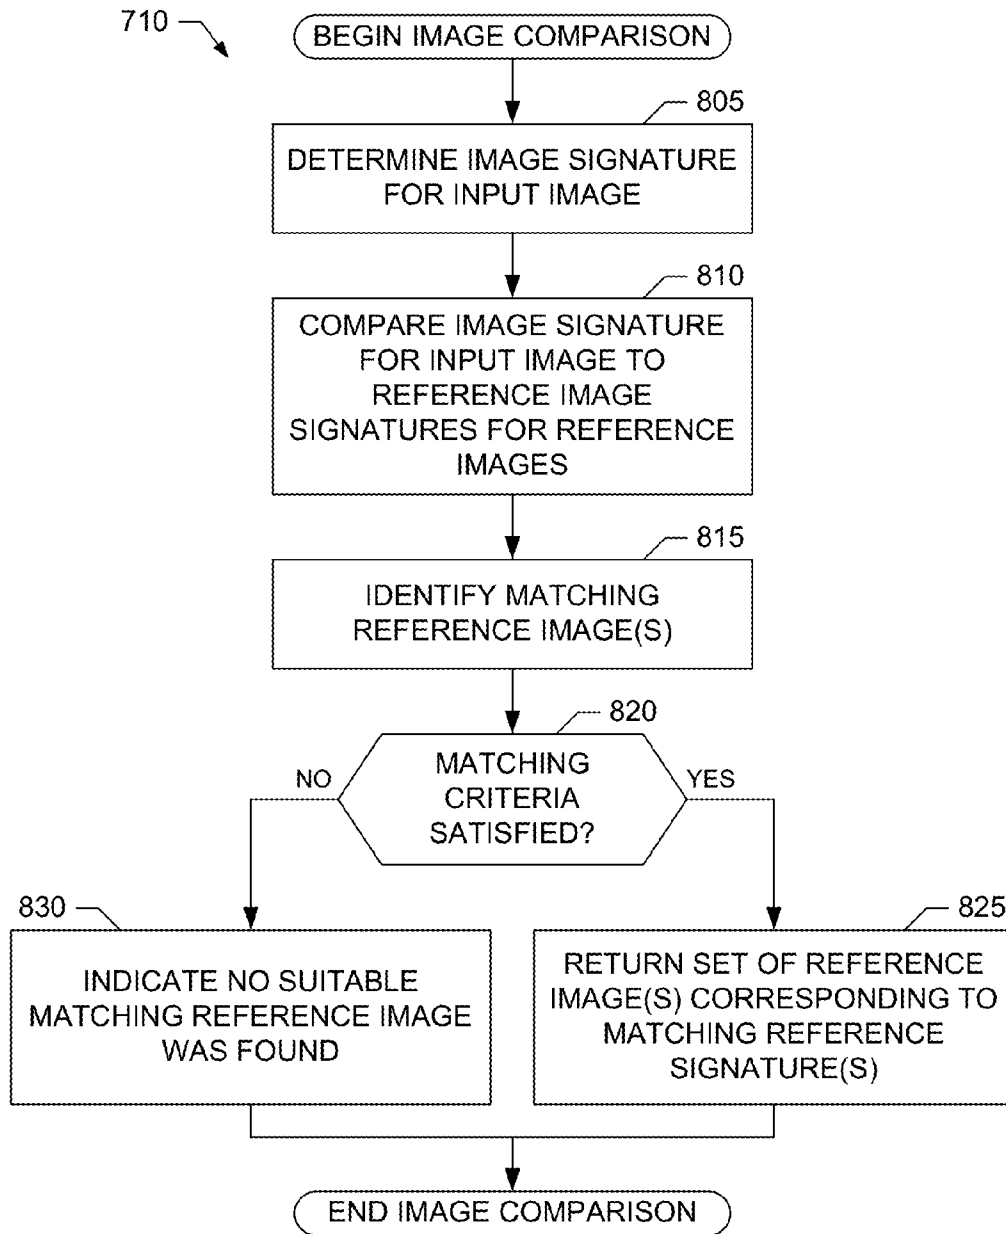 710
BEGIN IMAGE COMPARISON
805
DETERMINE IMAGE SIGNATURE
FOR INPUT IMAGE
810
COMPARE IMAGE SIGNATURE
FOR INPUT IMAGE TO
REFERENCE IMAGE
SIGNATURES FOR REFERENCE
IMAGES
815
IDENTIFY MATCHING
REFERENCE IMAGE(S)
820
MATCHING
CRITERIA
SATISFIED?
NO
YES
830
INDICATE NO SUITABLE
MATCHING REFERENCE IMAGE
WAS FOUND
825
RETURN SET OF REFERENCE
IMAGE(S) CORRESPONDING TO
MATCHING REFERENCE
SIGNATURE(S)
END IMAGE COMPARISON